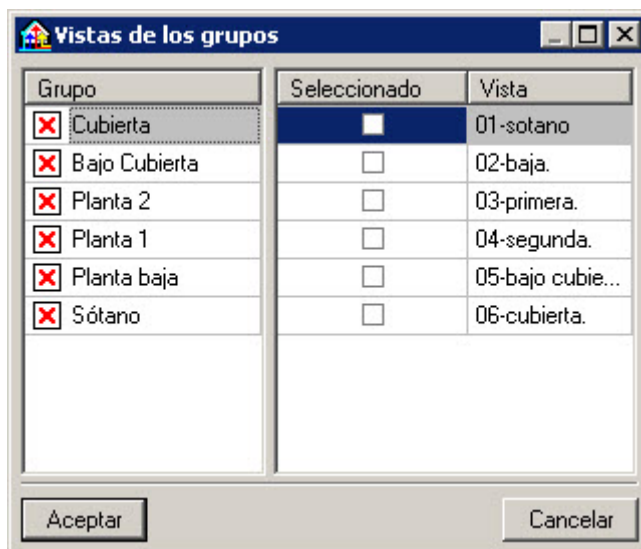 Vistas de los grupos
Grupo Seleccionado Vista
Cubierta 01-sotano
Bajo Cubierta 02-baja.
Planta 2 03-primera.
Planta 1 04-segunda.
Planta baja 05-bajo cubie...
Sótano 06-cubierta.
Aceptar Cancelar